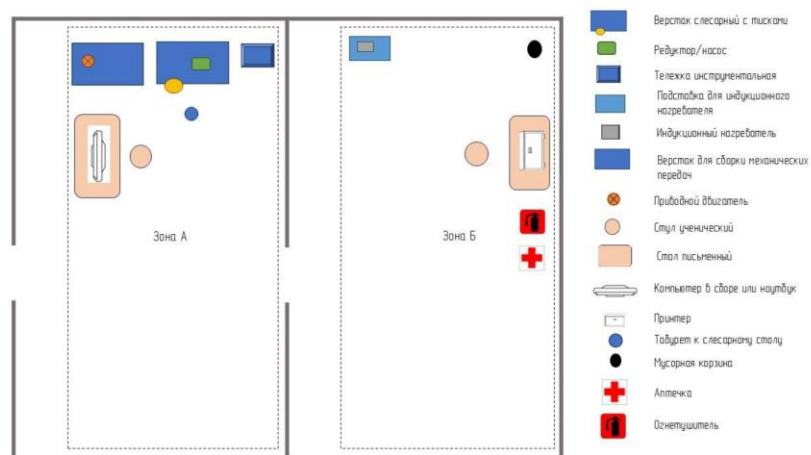 Зона А
Зона Б
Верстак слесарный с тисками
Редуктор/насос
Тележка инструментальная
Подставка для индукционного
нагревателя
Индукционный нагреватель
Верстак для сборки механических
передач
Приводной двигатель
Стул ученический
Стол письменный
Компьютер в сборе или ноутбук
Принтер
Табурет к слесарному столу
Мусорная корзина
Аптечка
Огнетушитель